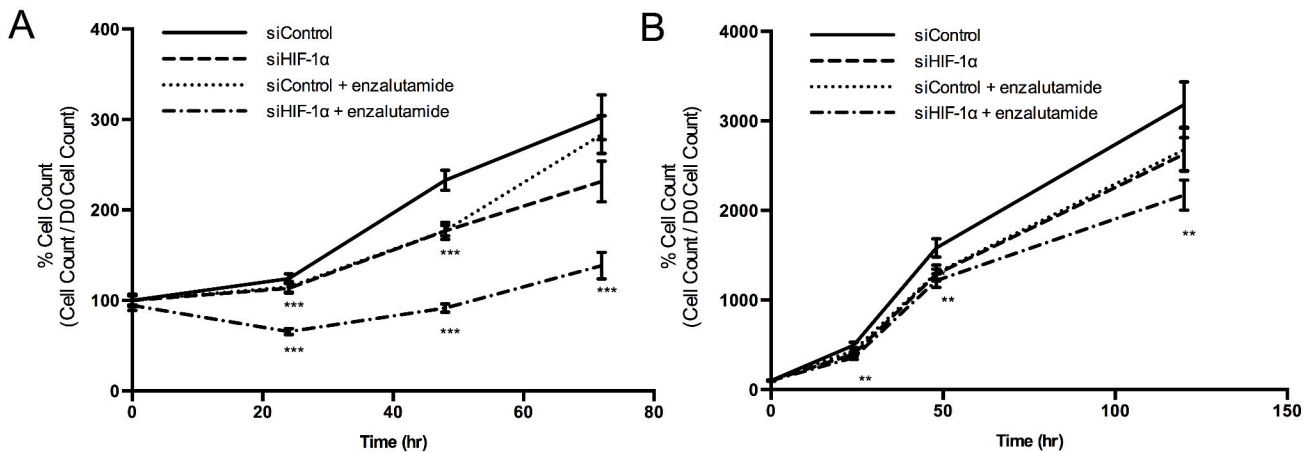 A
400
300
200
100
0
0
20
40
60
80
Time (hr)
% Cell Count
(Cell Count / D0 Cell Count)
siControl
siHIF-1α
siControl + enzalutamide
siHIF-1α + enzalutamide
***
***
***
***
***
B
4000
3000
2000
1000
0
0
50
100
150
Time (hr)
% Cell Count
(Cell Count / D0 Cell Count)
siControl
siHIF-1α
siControl + enzalutamide
siHIF-1α + enzalutamide
**
**
**